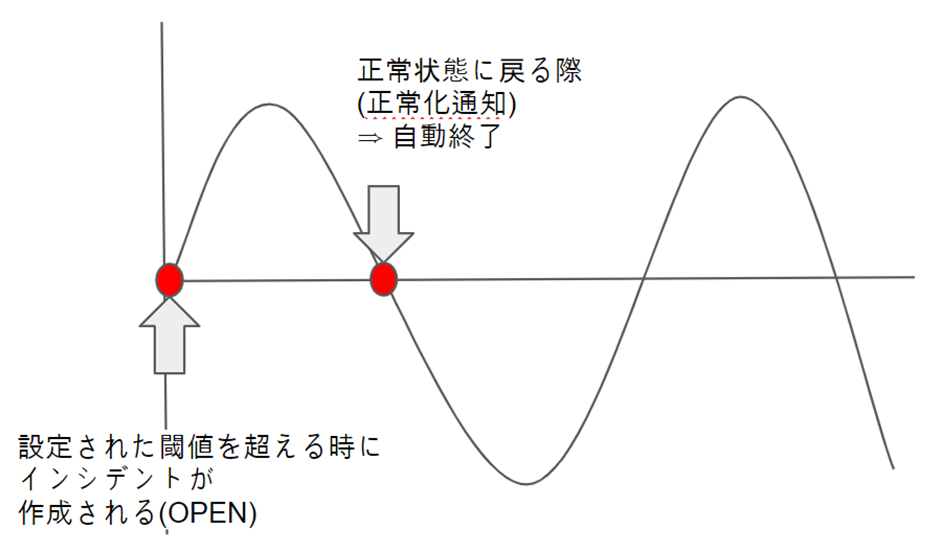 正常状態に戻る際
(正常化通知)
⇒ 自動終了
設定された閾値を超える時に
インシデントが
作成される(OPEN)